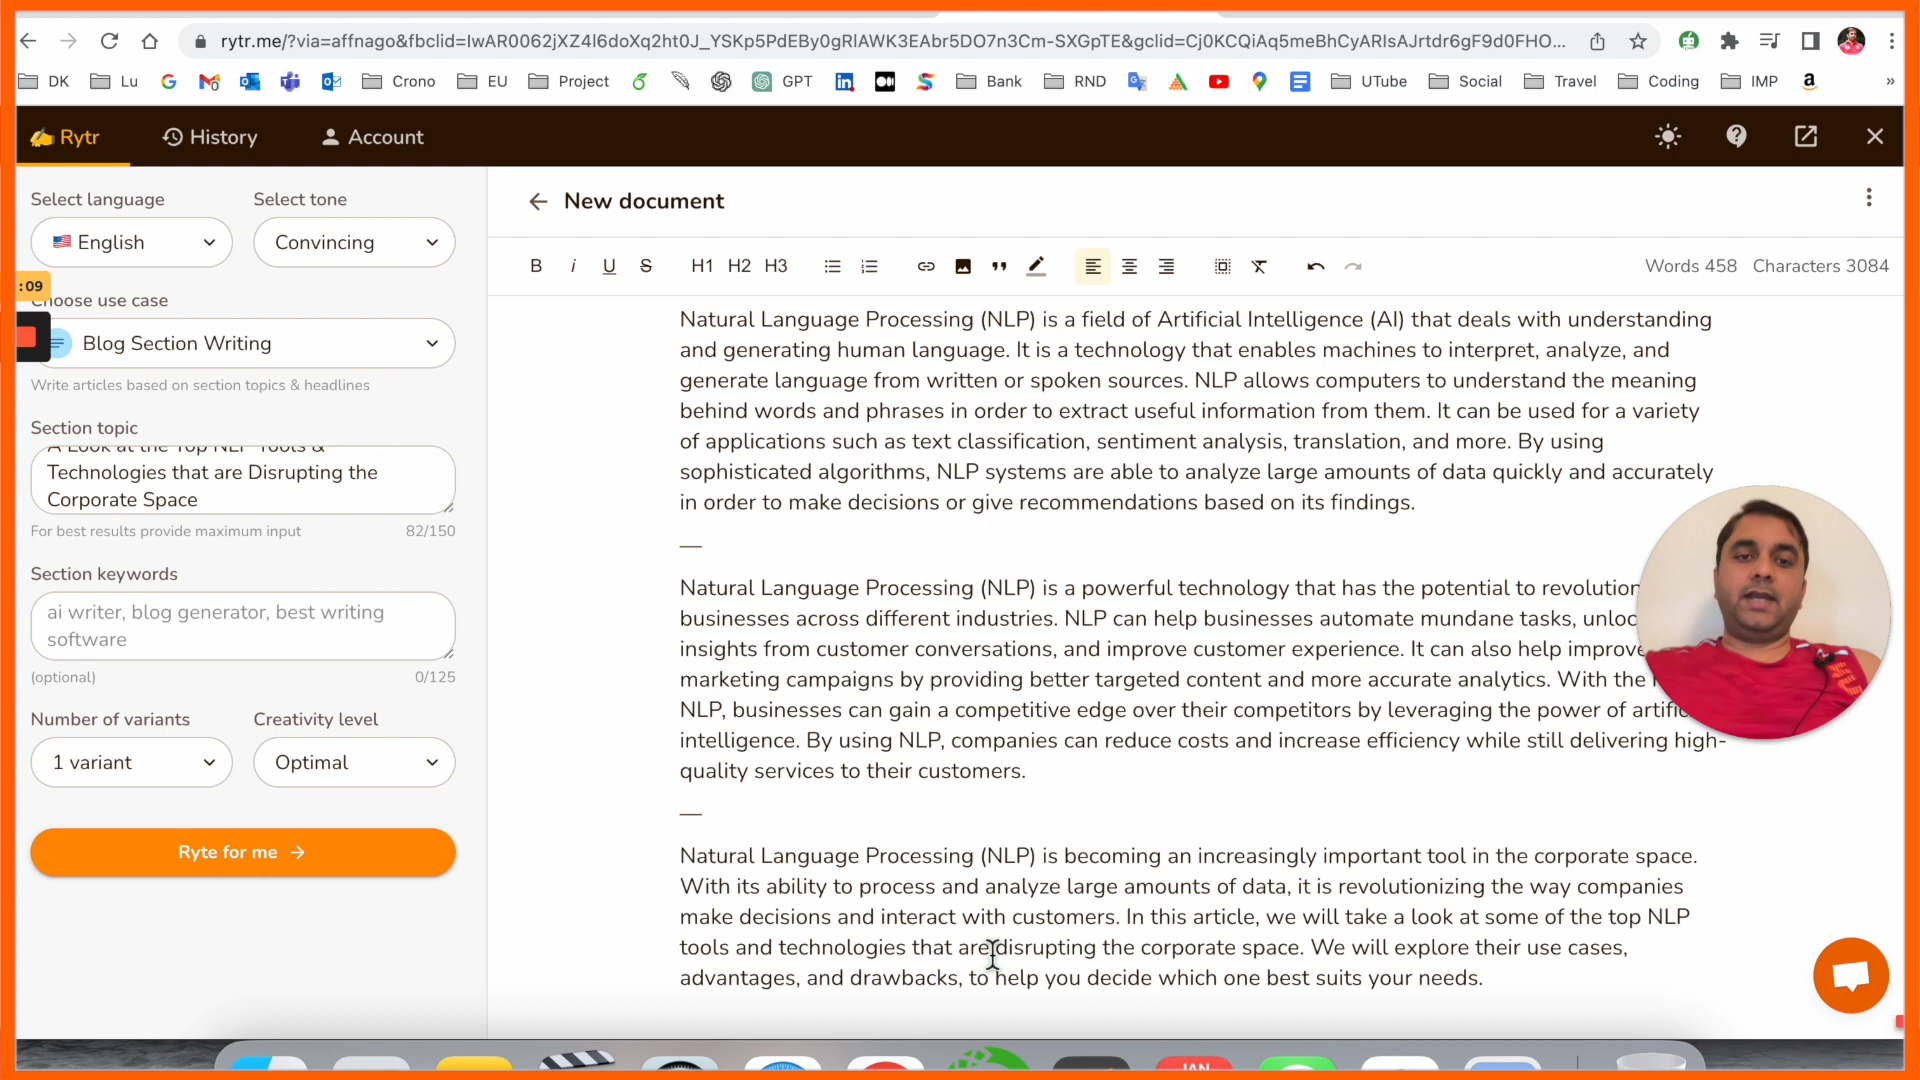 rytr.me/?via=affnago&fbclid=IwAR0062jXZ4l6doXq2ht0J_YSKp5PdEBy0gRlAWK3EAbr5DO7n3Cm-SXGpTE&gclid=Cj0KCQiAq5meBhCyARIsAJrtdr6gF9d0FHO...
DK Lu Crono EU Project GPT Bank RND UTube Social Travel Coding IMP »
Rytr History Account
Select language Select tone
English Convincing
:09
Choose use case
Blog Section Writing
Write articles based on section topics & headlines
Section topic
A Look at the Top NLP Tools &
Technologies that are Disrupting the
Corporate Space
For best results provide maximum input 82/150
Section keywords
ai writer, blog generator, best writing
software
(optional) 0/125
Number of variants Creativity level
1 variant Optimal
Ryte for me →
New document
B i U S H1 H2 H3 Words 458 Characters 3084
Natural Language Processing (NLP) is a field of Artificial Intelligence (AI) that deals with understanding
and generating human language. It is a technology that enables machines to interpret, analyze, and
generate language from written or spoken sources. NLP allows computers to understand the meaning
behind words and phrases in order to extract useful information from them. It can be used for a variety
of applications such as text classification, sentiment analysis, translation, and more. By using
sophisticated algorithms, NLP systems are able to analyze large amounts of data quickly and accurately
in order to make decisions or give recommendations based on its findings.
—
Natural Language Processing (NLP) is a powerful technology that has the potential to revolution
businesses across different industries. NLP can help businesses automate mundane tasks, unloc
insights from customer conversations, and improve customer experience. It can also help improve
marketing campaigns by providing better targeted content and more accurate analytics. With the
NLP, businesses can gain a competitive edge over their competitors by leveraging the power of artific
intelligence. By using NLP, companies can reduce costs and increase efficiency while still delivering high-
quality services to their customers.
—
Natural Language Processing (NLP) is becoming an increasingly important tool in the corporate space.
With its ability to process and analyze large amounts of data, it is revolutionizing the way companies
make decisions and interact with customers. In this article, we will take a look at some of the top NLP
tools and technologies that are disrupting the corporate space. We will explore their use cases,
advantages, and drawbacks, to help you decide which one best suits your needs.
JAN